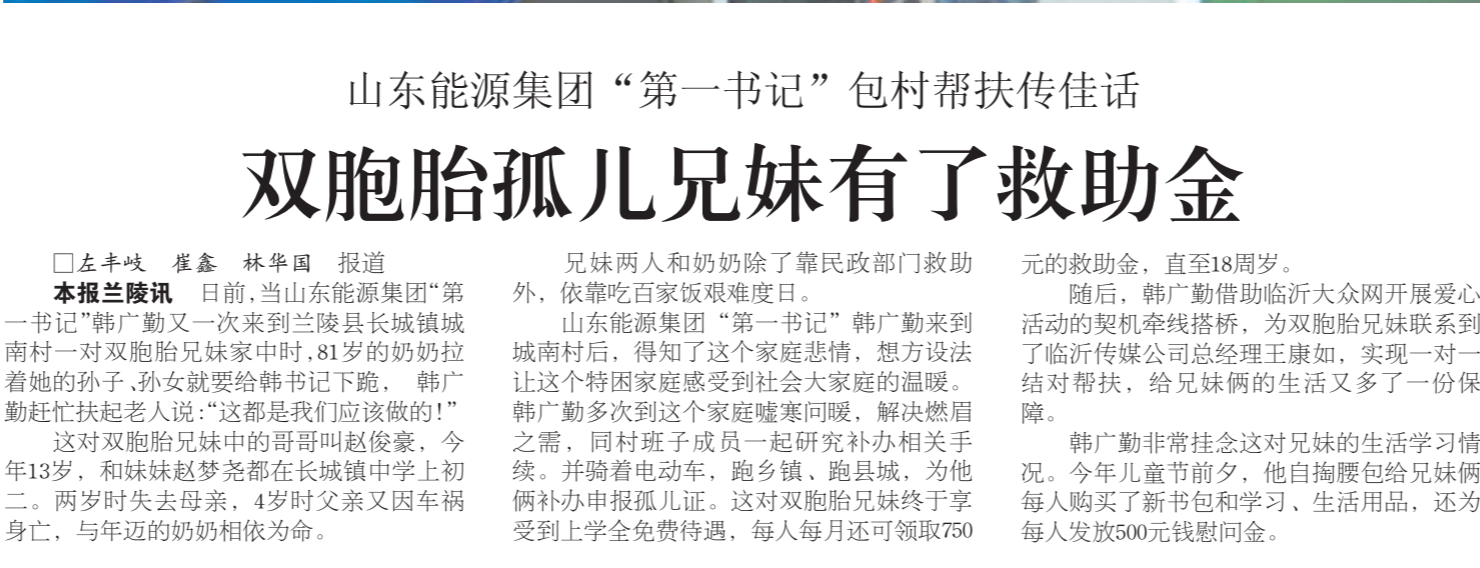 山东能源集团“第一书记”包村帮扶传佳话
双胞胎孤儿兄妹有了救助金
□左丰岐 崔鑫 林华国 报道
本报兰陵讯 日前，当山东能源集团“第
一书记”韩广勤又一次来到兰陵县长城镇城
南村一对双胞胎兄妹家中时，81岁的奶奶拉
着她的孙子、孙女就要给韩书记下跪， 韩广
勤赶忙扶起老人说：“这都是我们应该做的！”
这对双胞胎兄妹中的哥哥叫赵俊豪，今
年13岁，和妹妹赵梦尧都在长城镇中学上初
二。两岁时失去母亲，4岁时父亲又因车祸
身亡，与年迈的奶奶相依为命。
兄妹两人和奶奶除了靠民政部门救助
外，依靠吃百家饭艰难度日。
山东能源集团“第一书记”韩广勤来到
城南村后，得知了这个家庭悲情，想方设法
让这个特困家庭感受到社会大家庭的温暖。
韩广勤多次到这个家庭嘘寒问暖，解决燃眉
之需，同村班子成员一起研究补办相关手
续。并骑着电动车，跑乡镇、跑县城，为他
俩补办申报孤儿证。这对双胞胎兄妹终于享
受到上学全免费待遇，每人每月还可领取750
元的救助金，直至18周岁。
随后，韩广勤借助临沂大众网开展爱心
活动的契机牵线搭桥，为双胞胎兄妹联系到
了临沂传媒公司总经理王康如，实现一对一
结对帮扶，给兄妹俩的生活又多了一份保
障。
韩广勤非常挂念这对兄妹的生活学习情
况。今年儿童节前夕，他自掏腰包给兄妹俩
每人购买了新书包和学习、生活用品，还为
每人发放500元钱慰问金。